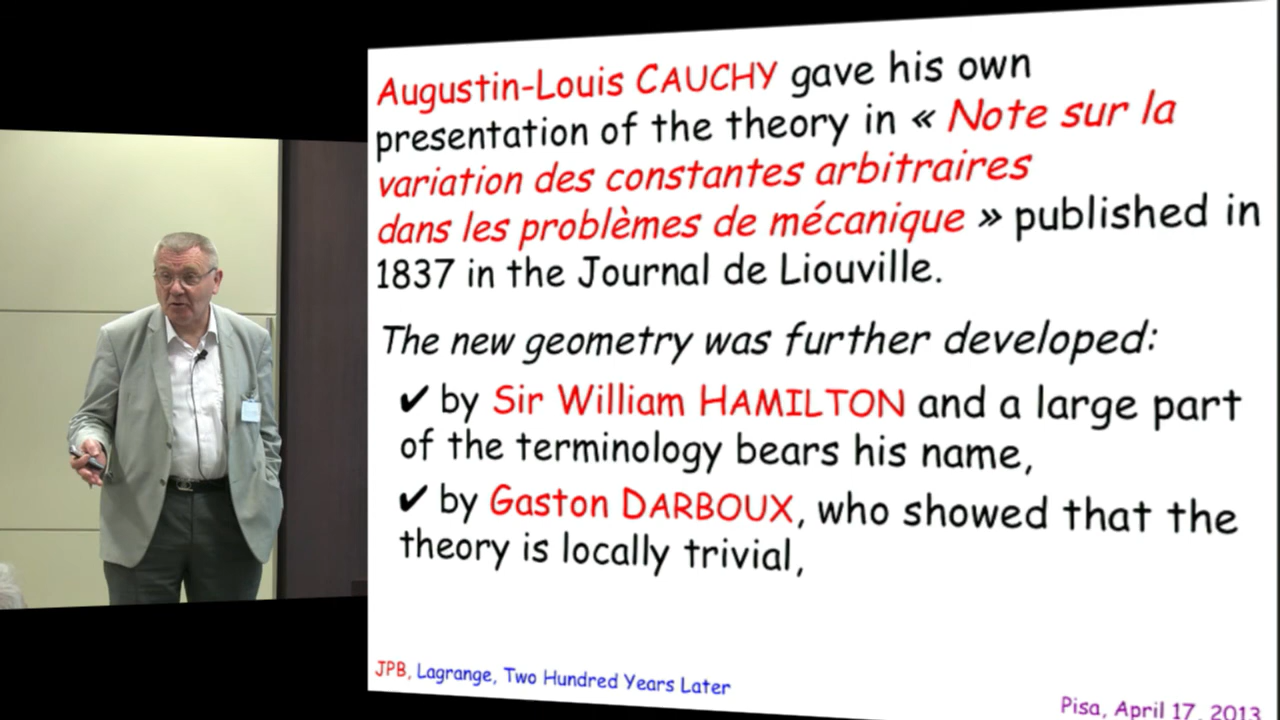 Augustin-Louis CAUCHY gave his own
presentation of the theory in « Note sur la
variation des constantes arbitraires
dans les problèmes de mécanique » published in
1837 in the Journal de Liouville.
The new geometry was further developed:
✔ by Sir William HAMILTON and a large part
of the terminology bears his name,
✔ by Gaston DARBOUX, who showed that the
theory is locally trivial,
JPB, Lagrange, Two Hundred Years Later
Pisa, April 17, 2013